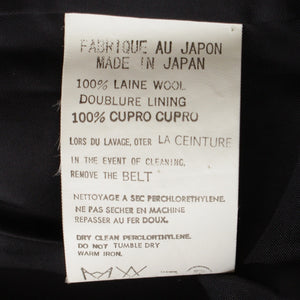 FABRIQUE AU JAPON
MADE IN JAPAN
100% LAINE WOOL
DOUBLURE LINING
100% CUPRO CUPRO
LORS DU LAVAGE, OTER LA CEINTURE
IN THE EVENT OF CLEANING,
REMOVE THE BELT
NETTOYAGE A SEC PERCHLORETHYLENE.
NE PAS SECHER EN MACHINE
REPASSER AU FER DOUX.
DRY CLEAN PERCLORTHYLENE.
DO NOT TUMBLE DRY
WARM IRON.